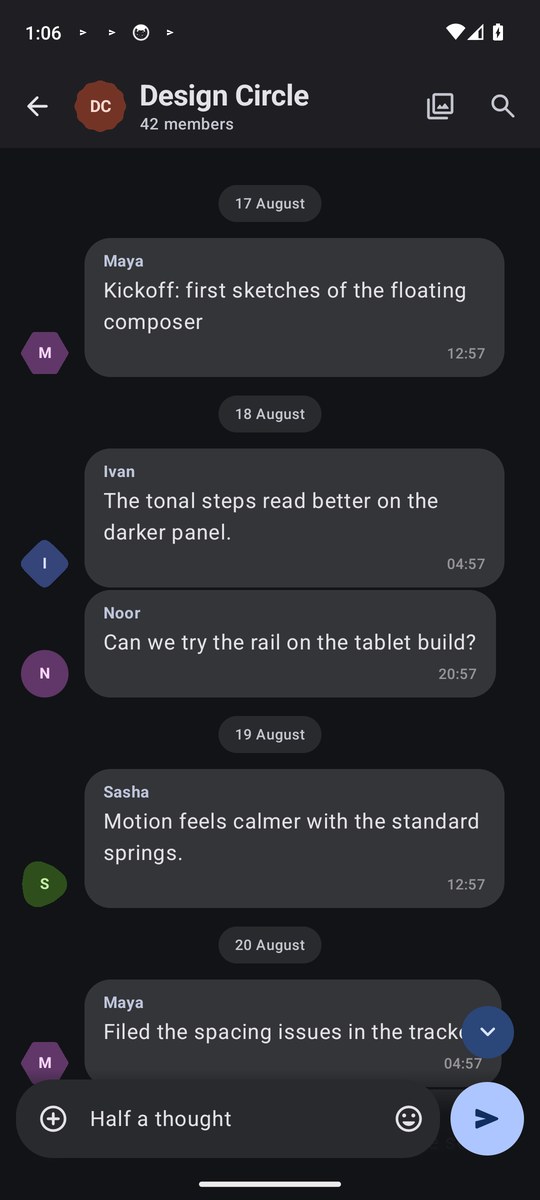 1:06
DC
Design Circle
42 members
17 August
Maya
Kickoff: first sketches of the floating
composer
12:57
M
18 August
Ivan
The tonal steps read better on the
darker panel.
04:57
I
Noor
Can we try the rail on the tablet build?
20:57
N
19 August
Sasha
Motion feels calmer with the standard
springs.
12:57
S
20 August
Maya
Filed the spacing issues in the
04:57
M
Half a thought